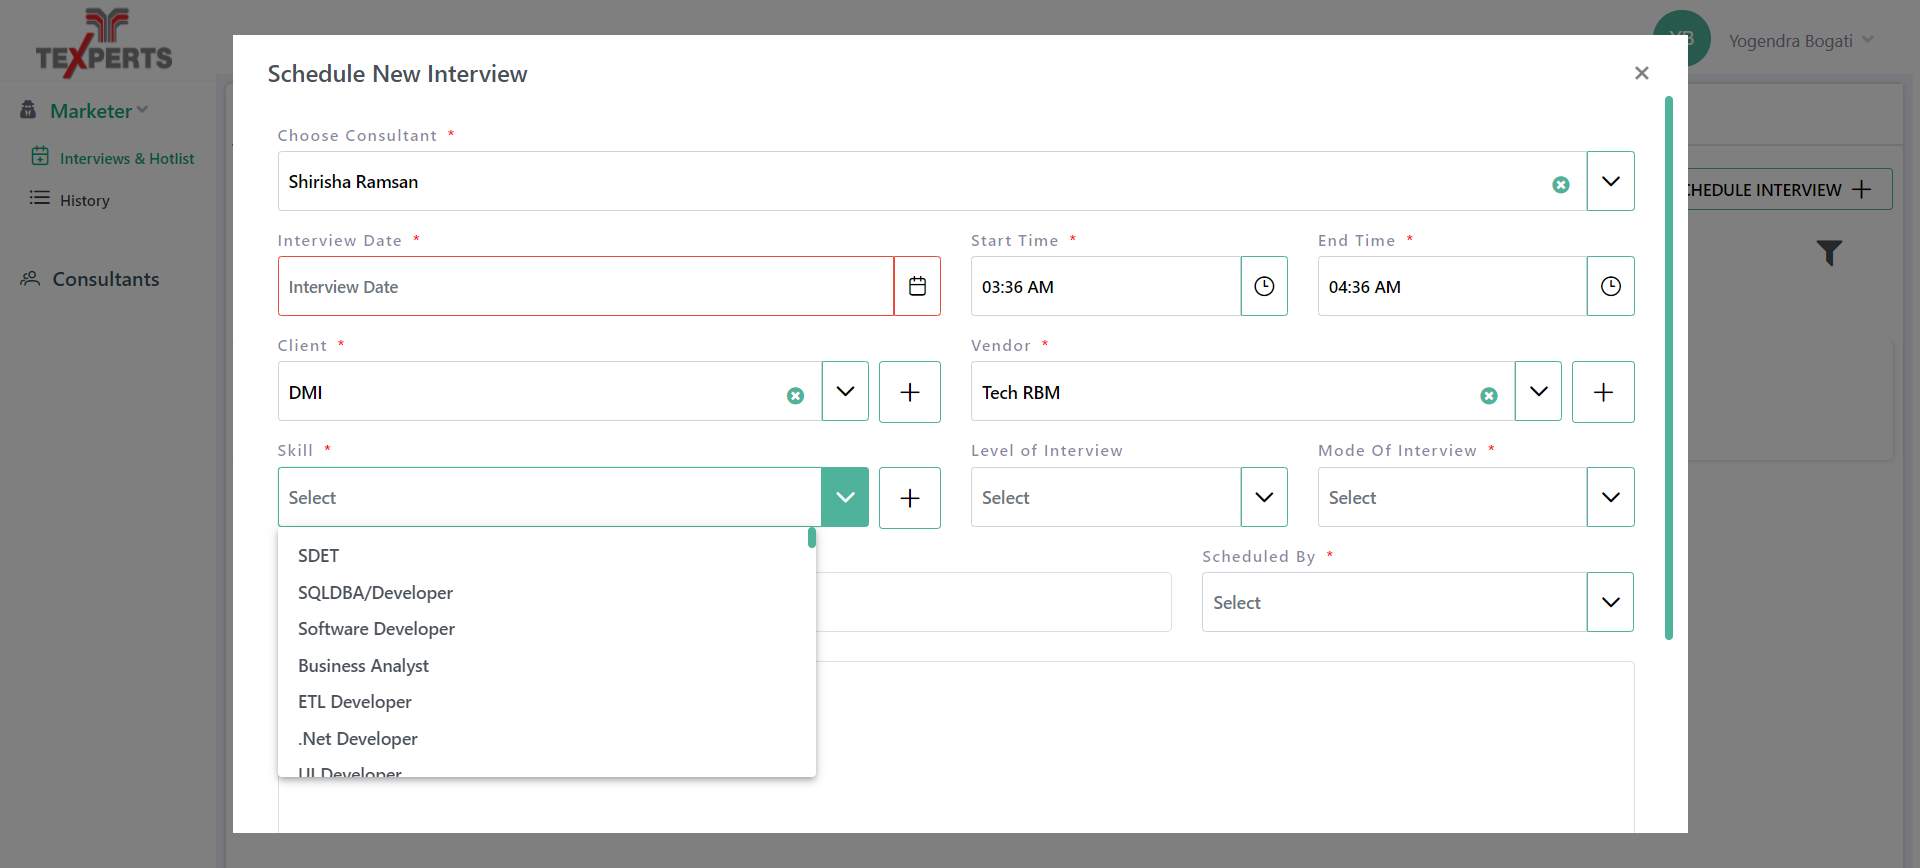 TEXPERTS
YB
Yogendra Bogati
Marketer
Interviews & Hotlist
History
Consultants
Schedule New Interview
Choose Consultant *
Shirisha Ramsan
CHEDULE INTERVIEW
Interview Date *
Start Time *
End Time *
Interview Date
03:36 AM
04:36 AM
Client *
Vendor *
DMI
Tech RBM
Skill *
Level of Interview
Mode Of Interview *
Select
Select
Select
SDET
SQLDBA/Developer
Software Developer
Business Analyst
ETL Developer
.Net Developer
UI Developer
Scheduled By *
Select